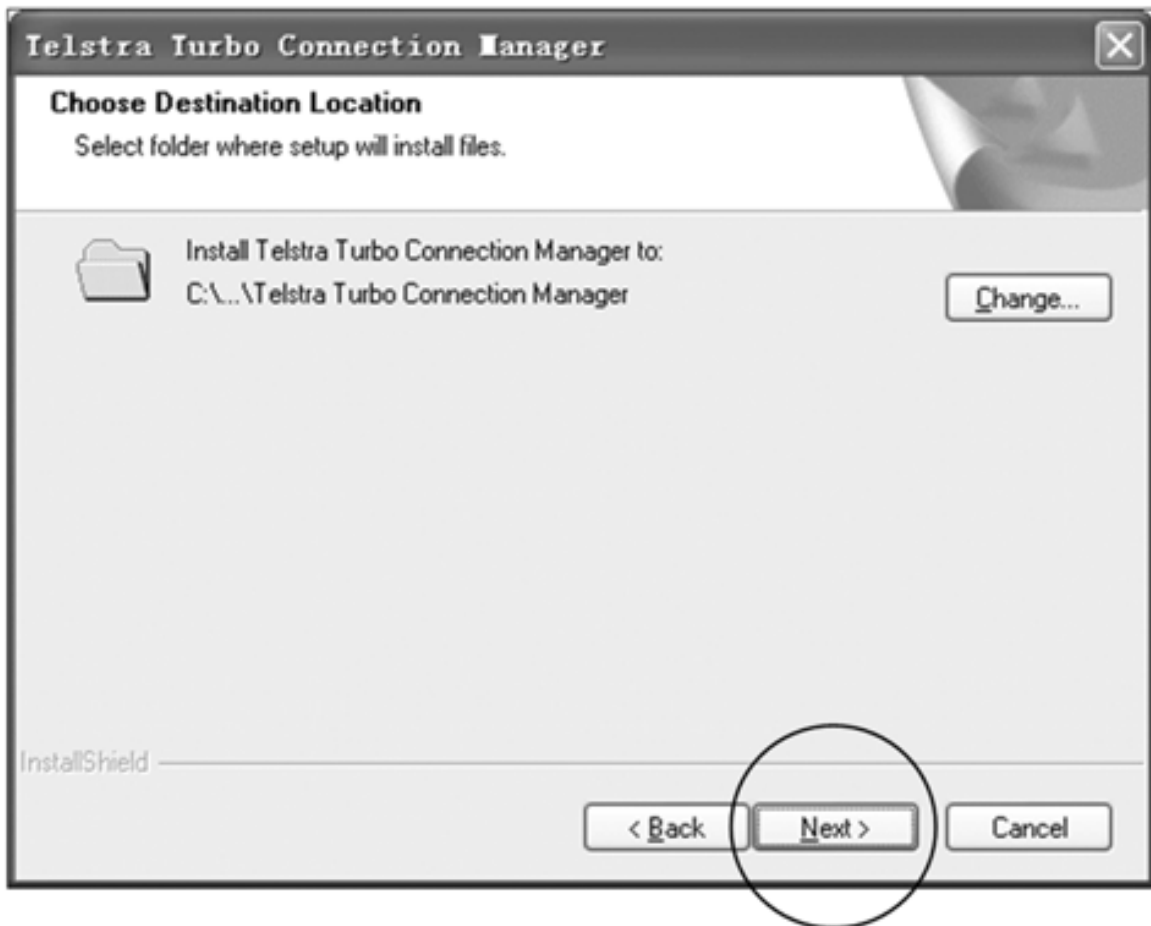 Telstra Turbo Connection Manager
Choose Destination Location
Select folder where setup will install files.
Install Telstra Turbo Connection Manager to:
C:\...\Telstra Turbo Connection Manager
Change...
InstallShield
< Back
Next >
Cancel